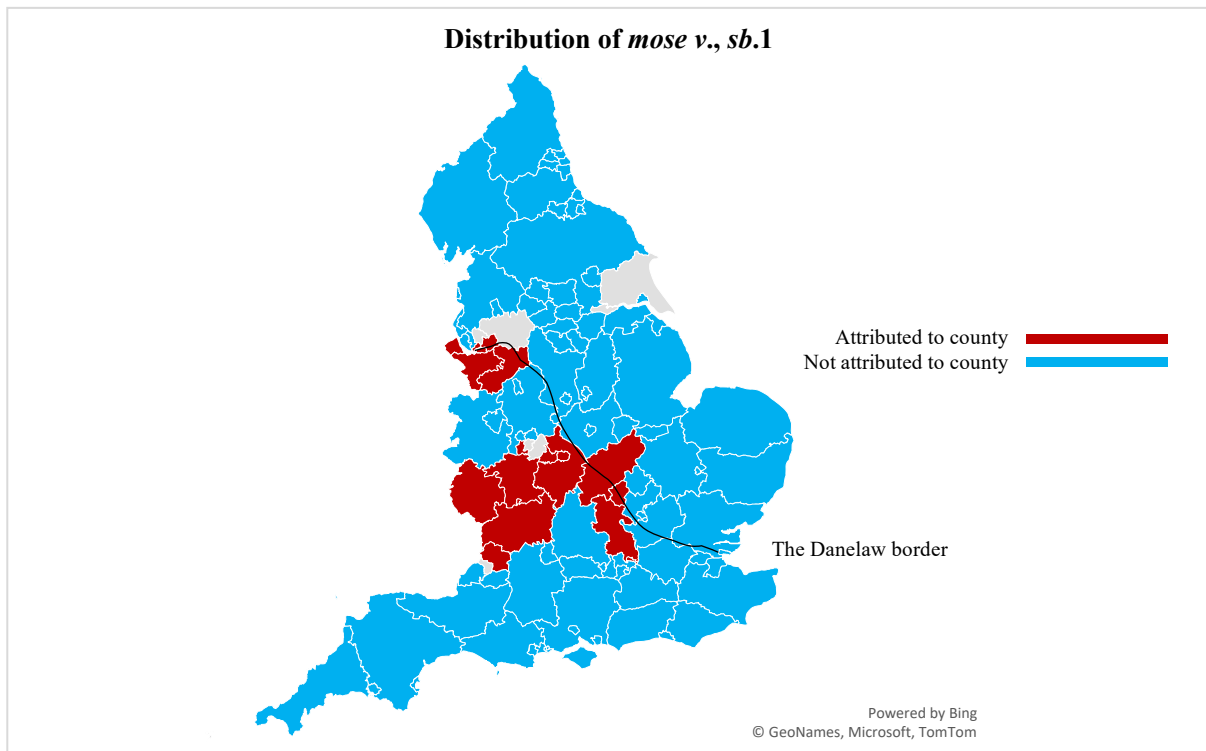 Distribution of mose v., sb.1
Attributed to county
Not attributed to county
The Danelaw border
Powered by Bing
© GeoNames, Microsoft, TomTom